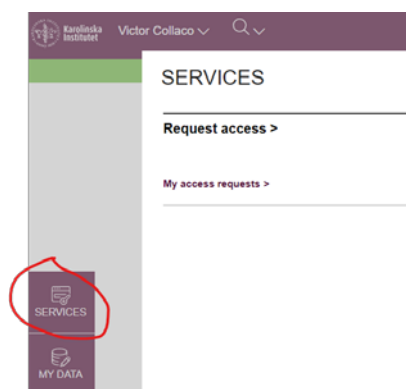 Karolinska
Institutet
Victor Collaco
SERVICES
Request access >
My access requests >
SERVICES
MY DATA